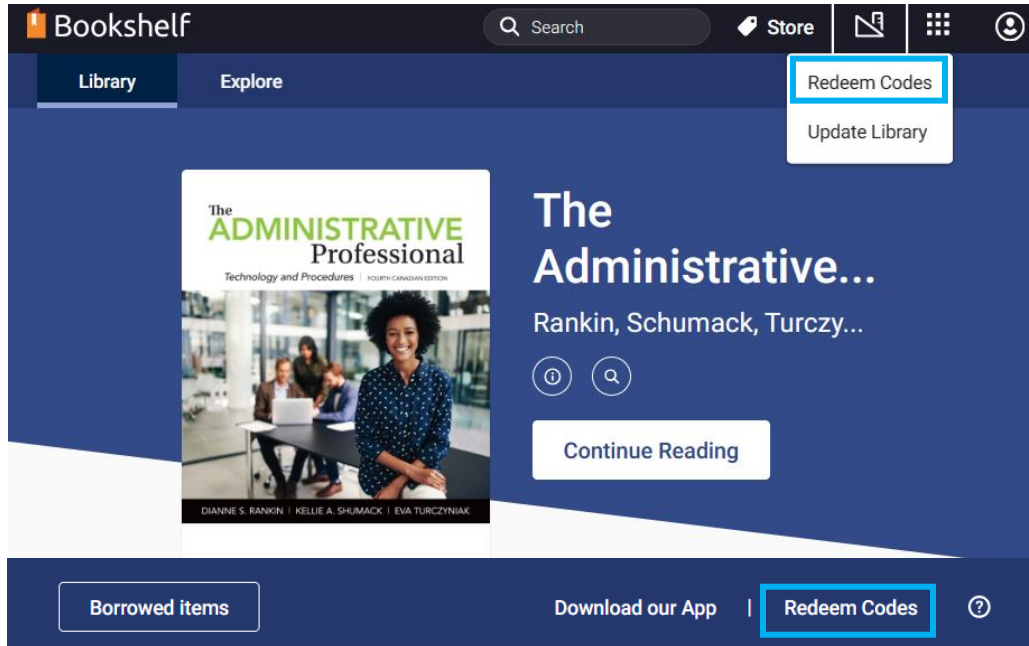 Bookshelf
Search
Store
Library
Explore
Redeem Codes
Update Library
The
ADMINISTRATIVE
Professional
Technology and Procedures | FOURTH CANADIAN EDITION
DIANNE S. RANKIN | KELLIE A. SHUMACK | EVA TURCZYNIAK
The
Administrative...
Rankin, Schumack, Turczy...
Continue Reading
Borrowed items
Download our App | Redeem Codes